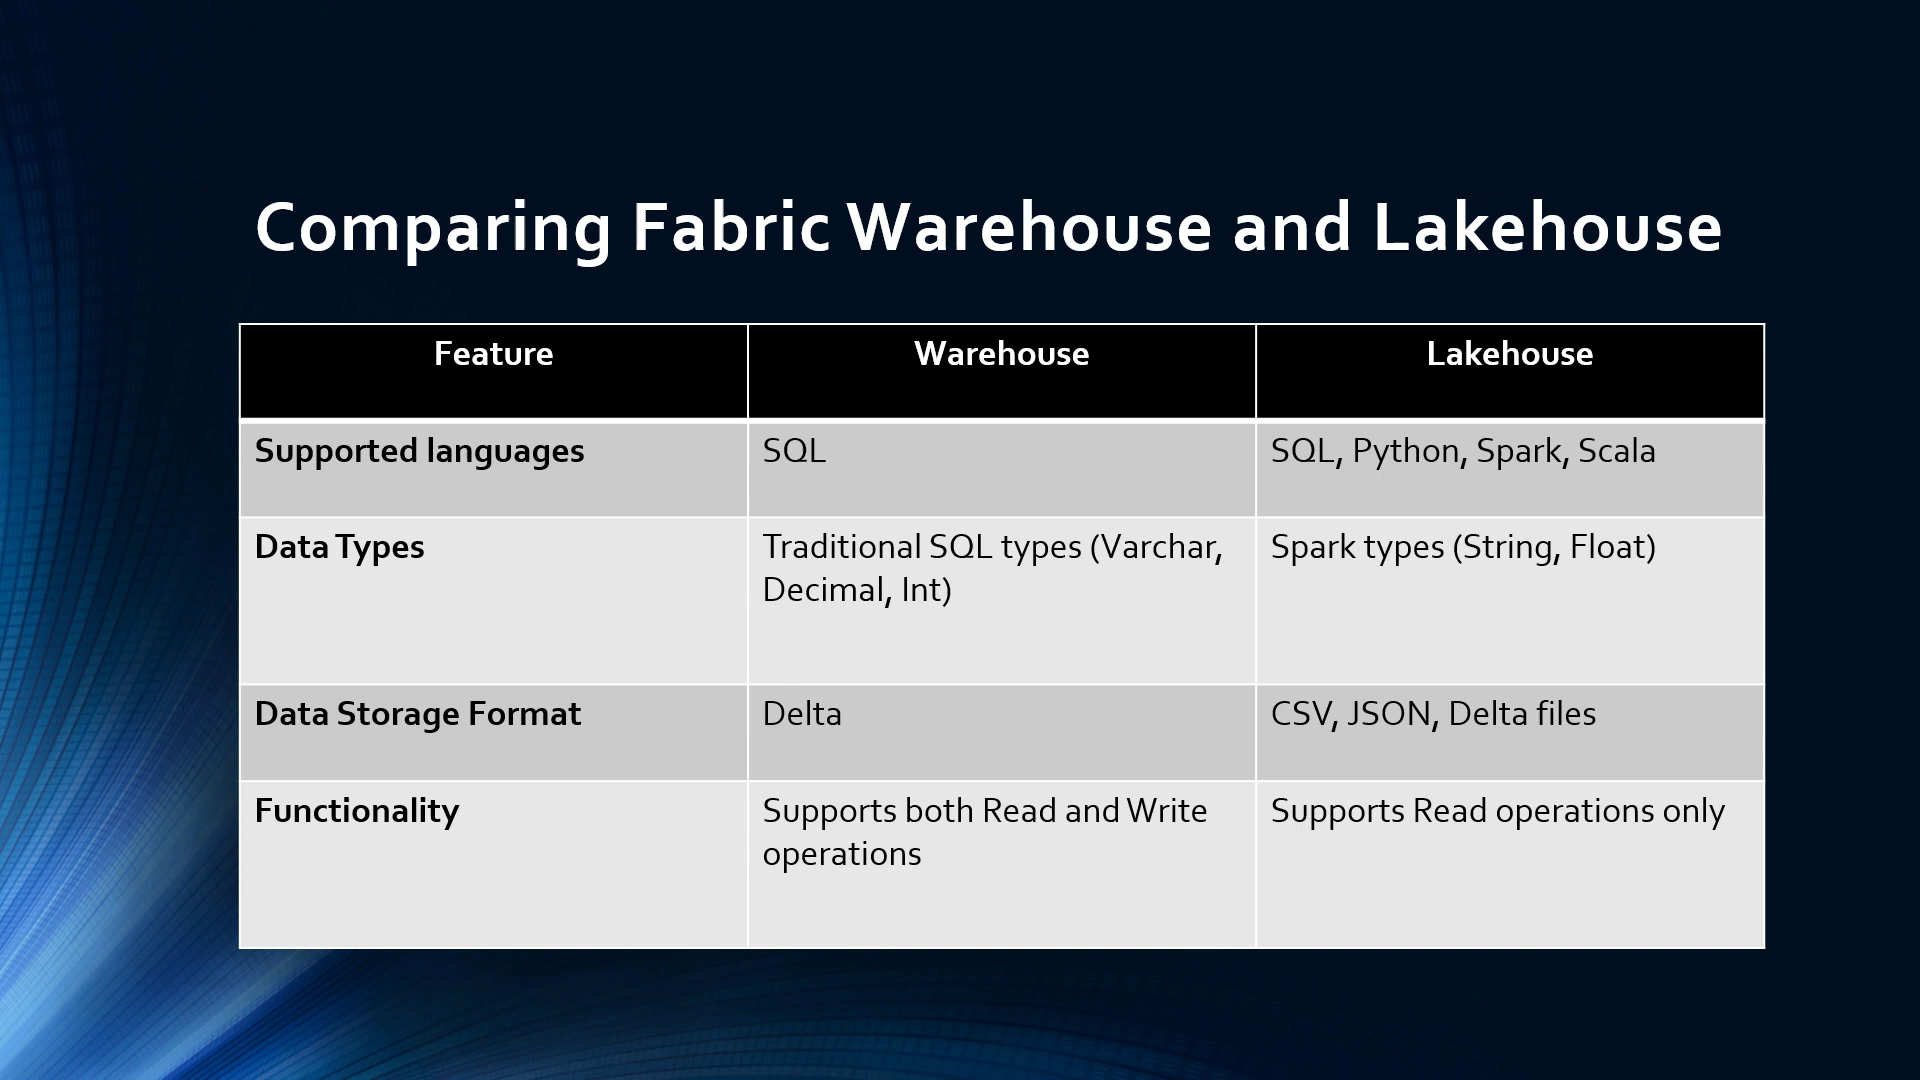 Comparing Fabric Warehouse and Lakehouse
Feature
Warehouse
Lakehouse
Supported languages
SQL
SQL, Python, Spark, Scala
Data Types
Traditional SQL types (Varchar,
Decimal, Int)
Spark types (String, Float)
Data Storage Format
Delta
CSV, JSON, Delta files
Functionality
Supports both Read and Write
operations
Supports Read operations only